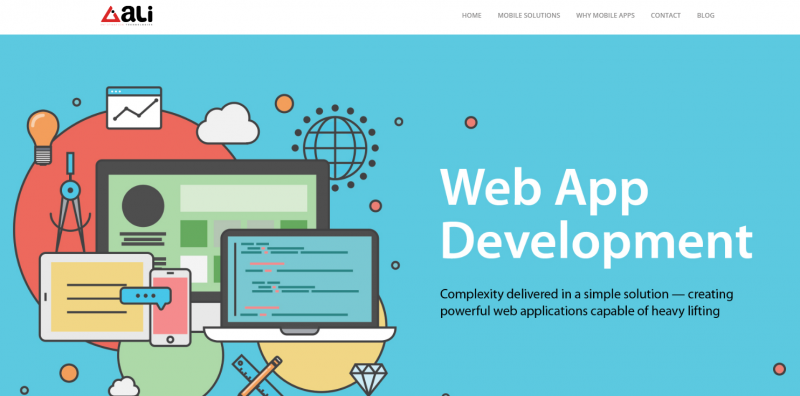 ali
HOME MOBILE SOLUTIONS WHY MOBILE APPS CONTACT BLOG
Web App
Development
Complexity delivered in a simple solution — creating
powerful web applications capable of heavy lifting